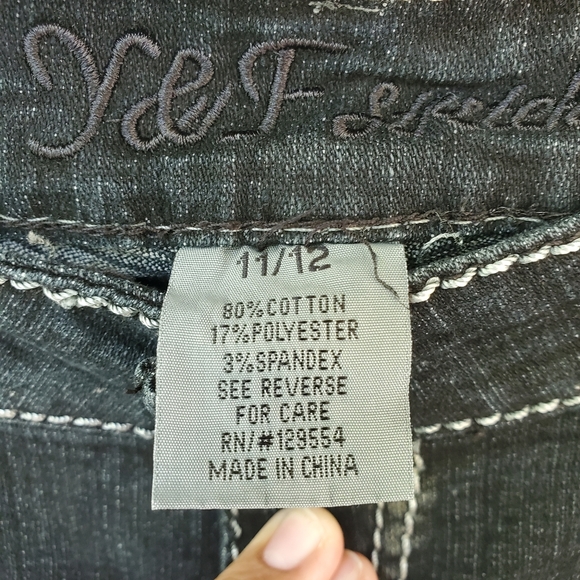 Y&F
11/12
80%COTTON
17%POLYESTER
3%SPANDEX
SEE REVERSE
FOR CARE
RN/#129554
MADE IN CHINA